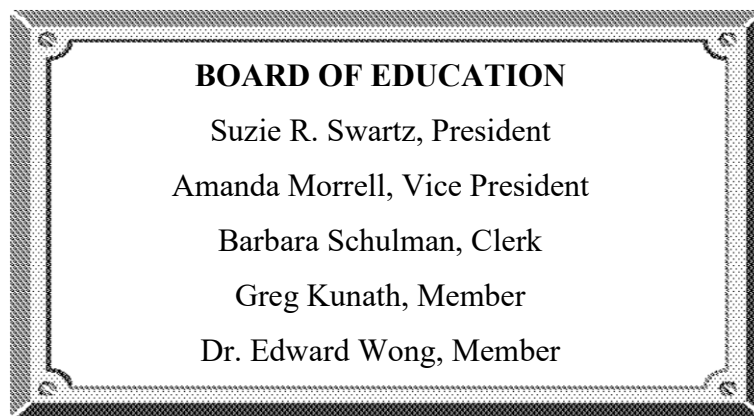 BOARD OF EDUCATION
Suzie R. Swartz, President
Amanda Morrell, Vice President
Barbara Schulman, Clerk
Greg Kunath, Member
Dr. Edward Wong, Member